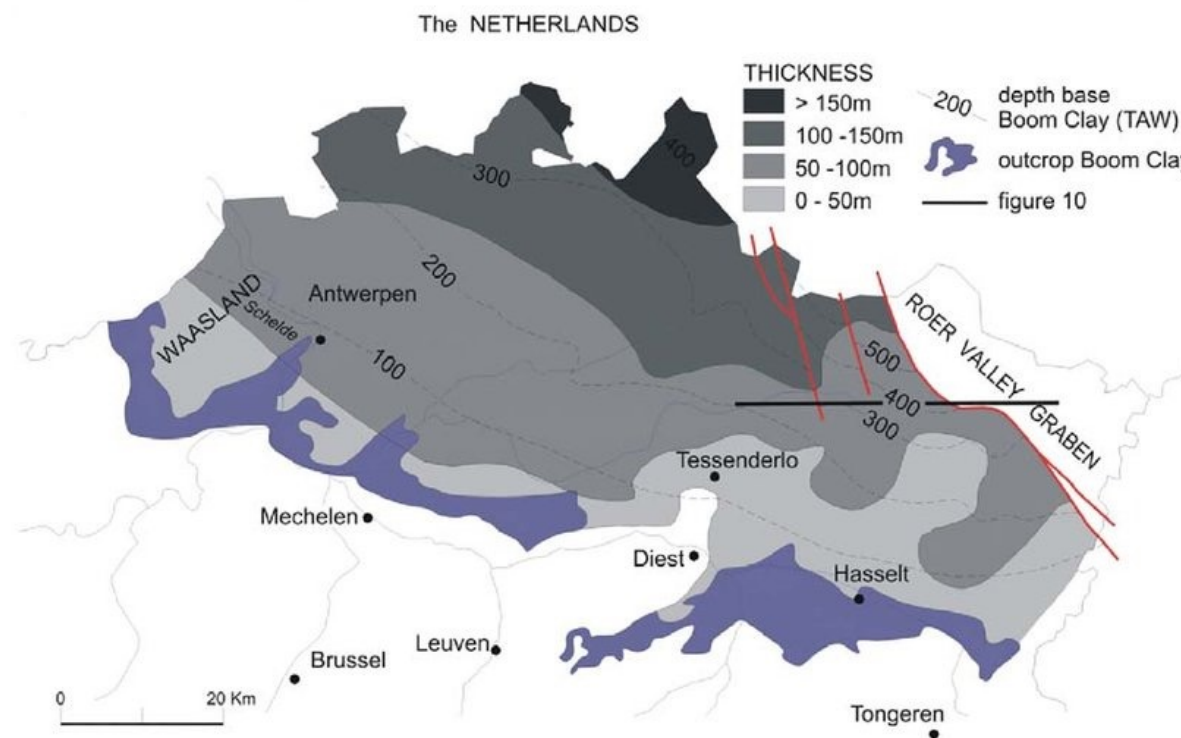 The NETHERLANDS
THICKNESS
> 150m
100 -150m
50 -100m
0 - 50m
200
depth base
Boom Clay (TAW)
outcrop Boom Cla
figure 10
400
300
200
100
WAASLAND
Schelde
Antwerpen
500
400
300
ROER VALLEY GRABEN
Tessenderlo
Mechelen
Diest
Hasselt
Leuven
Brussel
0 20 Km
Tongeren